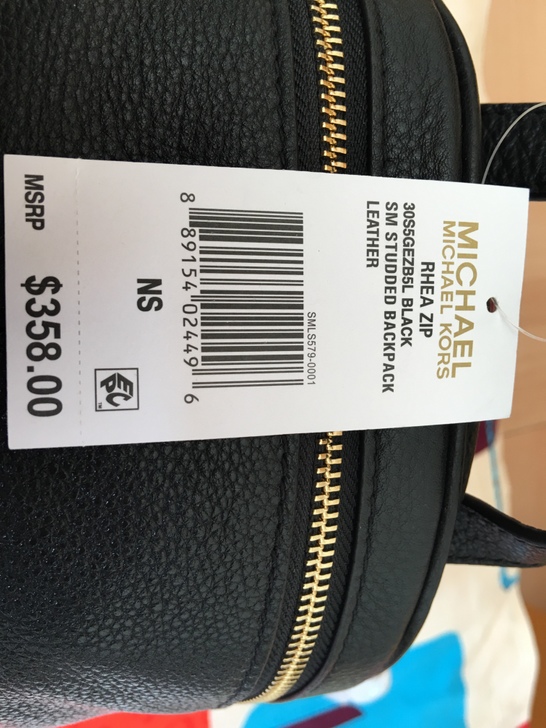 MICHAEL
MICHAEL KORS
RHEA ZIP
30S5GEZB5L BLACK
SM STUDDED BACKPACK
LEATHER
SMLS579-0001
8 89154 02449 6
NS
EPC™
MSRP $358.00